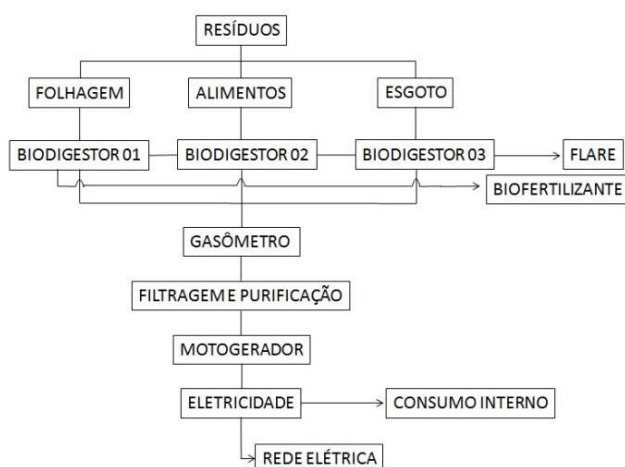 RESÍDUOS
FOLHAGEM
ALIMENTOS
ESGOTO
BIODIGESTOR 01
BIODIGESTOR 02
BIODIGESTOR 03
FLARE
BIOFERTILIZANTE
GASÔMETRO
FILTRAGEM E PURIFICAÇÃO
MOTOGERADOR
ELETRICIDADE
CONSUMO INTERNO
REDE ELÉTRICA